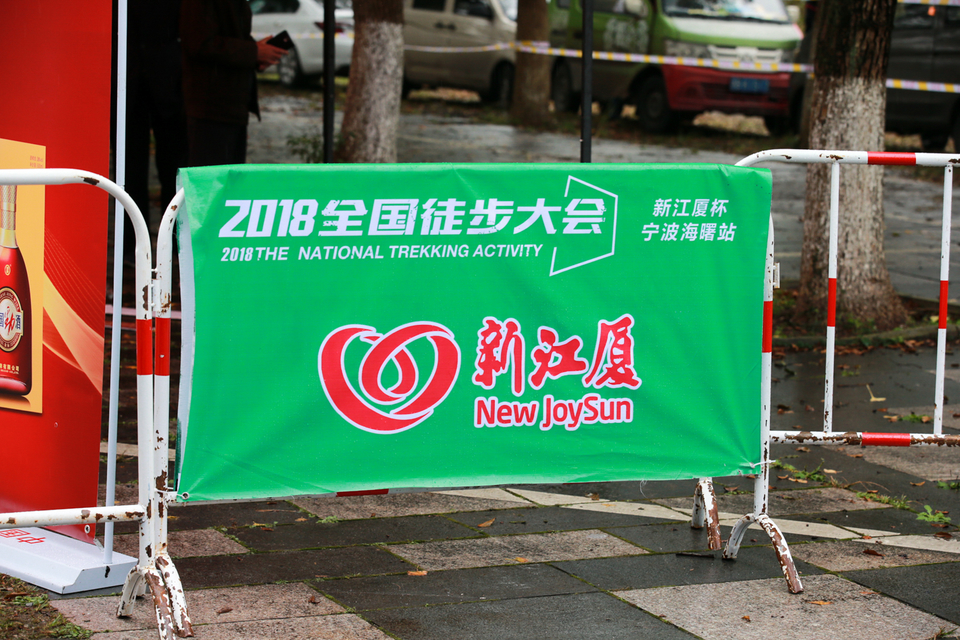 2018全国徒步大会
2018 THE NATIONAL TREKKING ACTIVITY
新江厦杯
宁波海曙站
新江厦
New JoySun